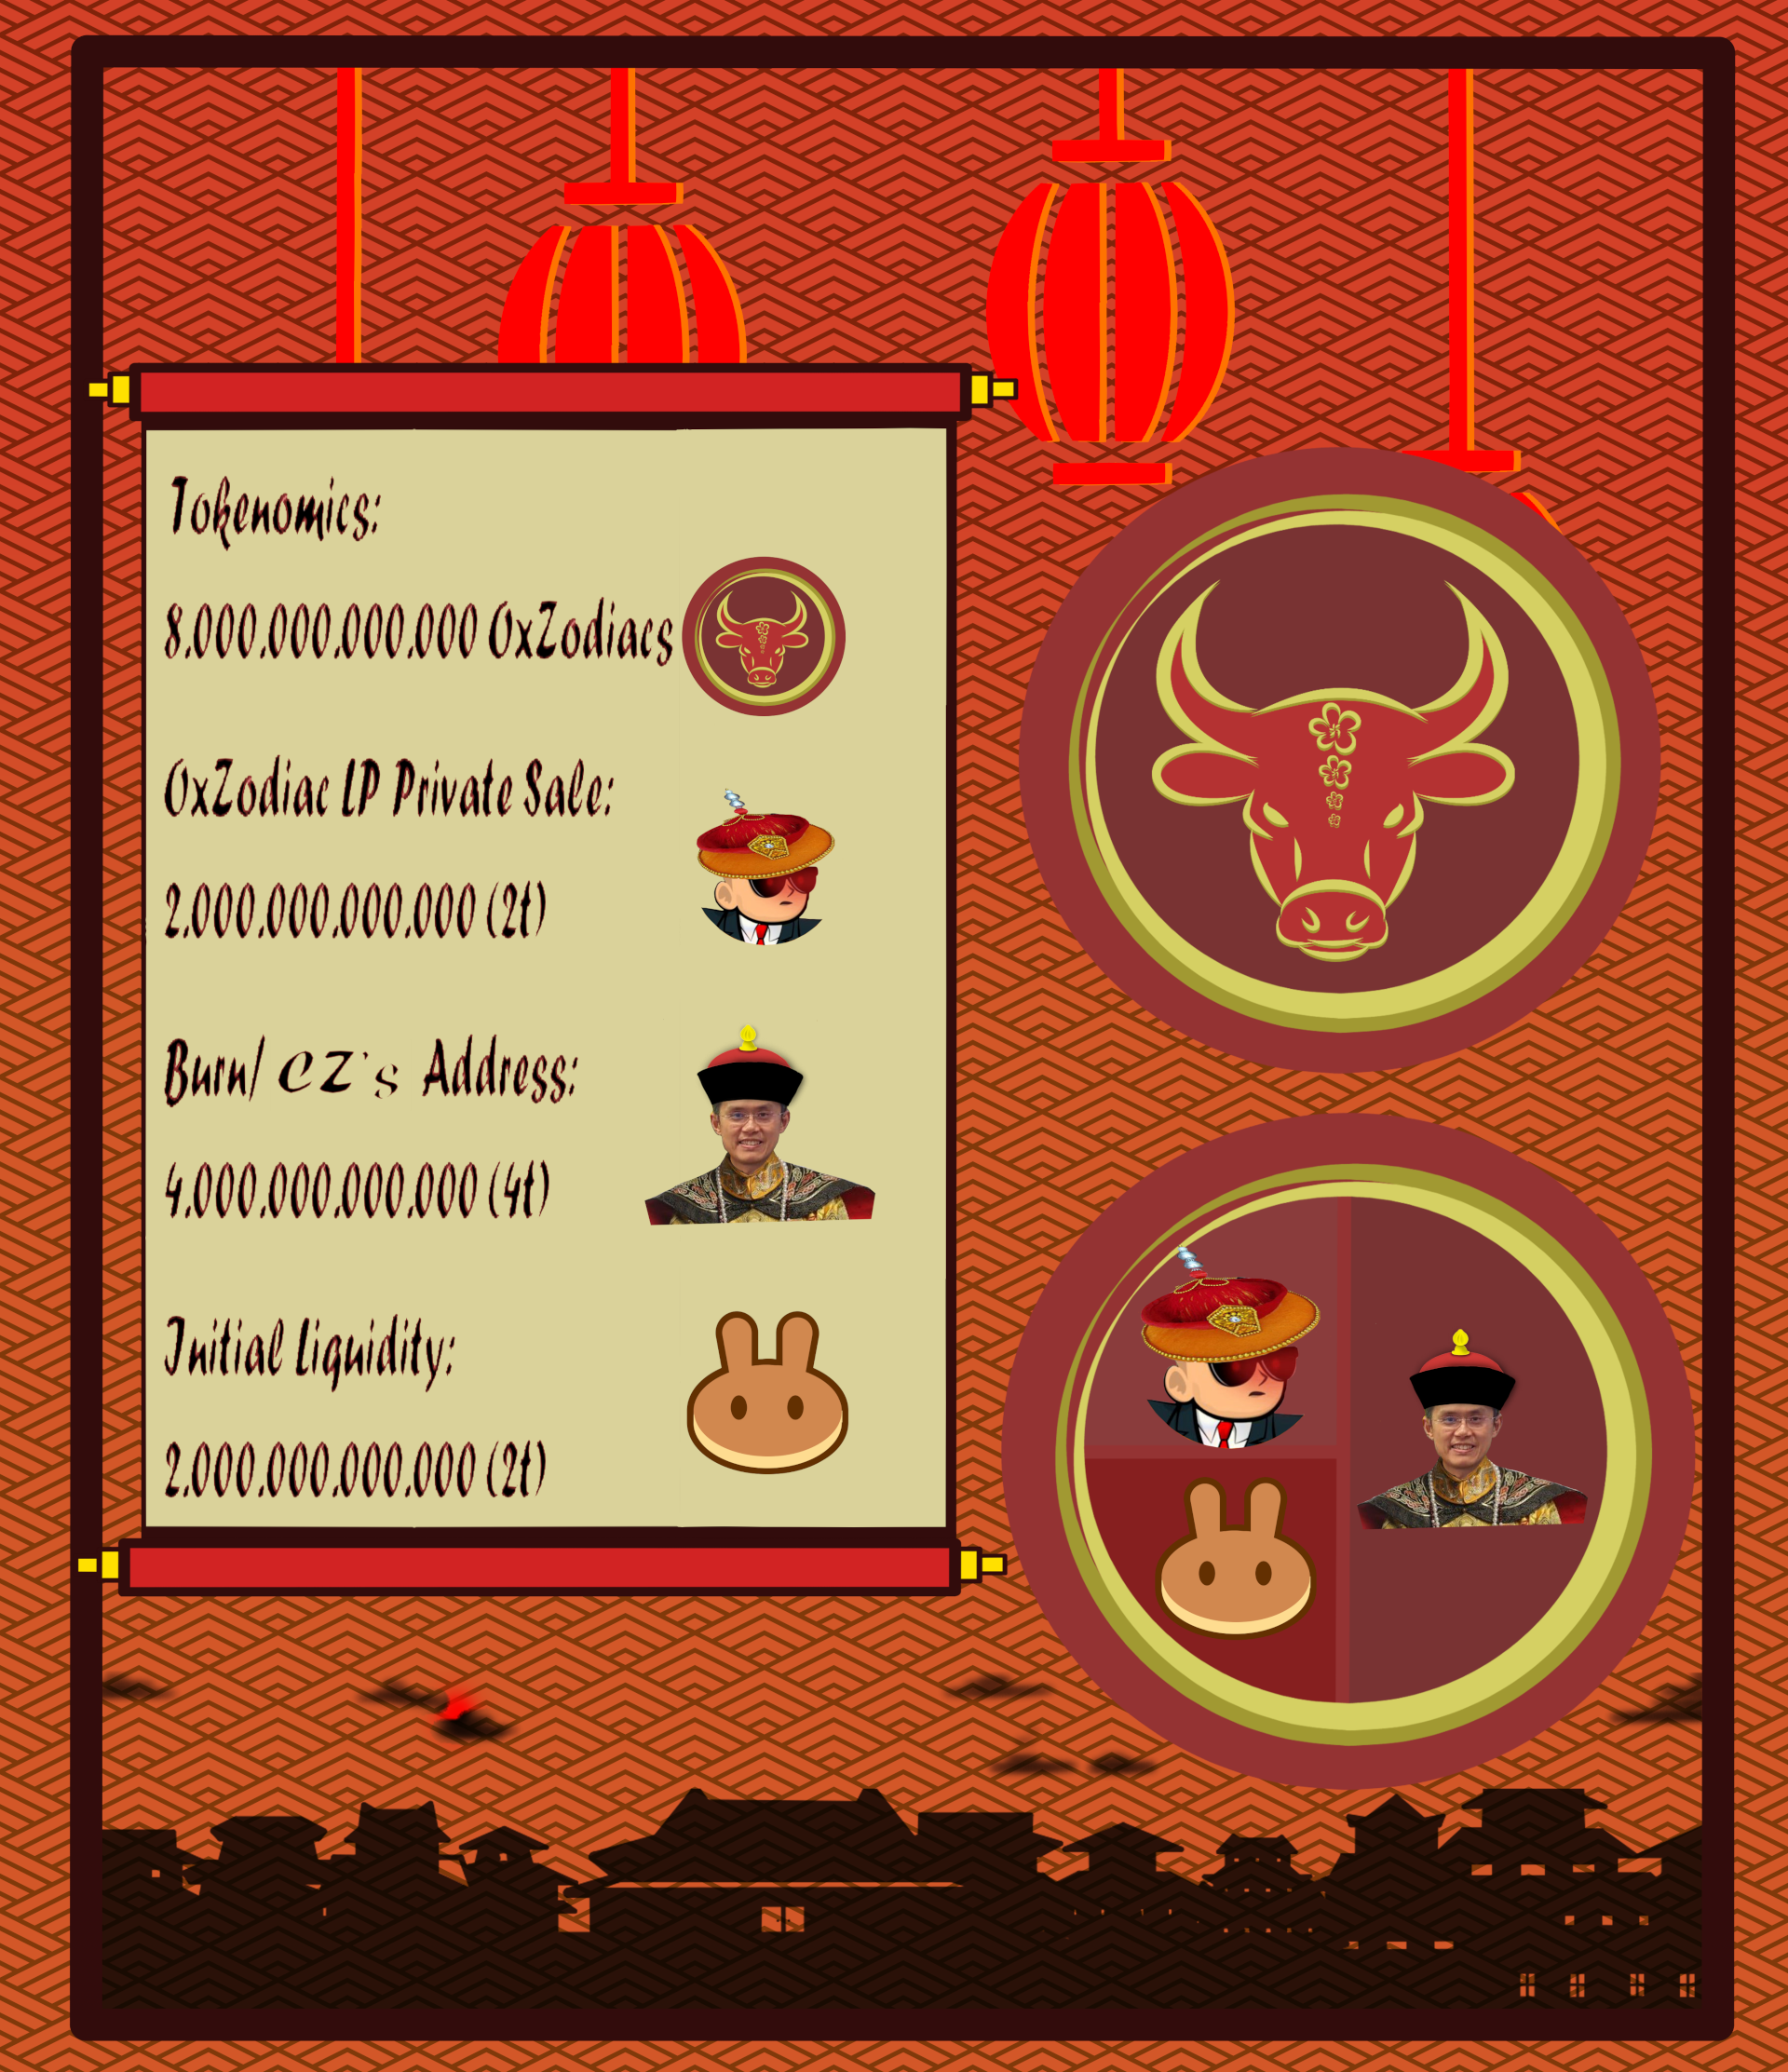 Tokenomics:
8.000.000.000.000 OxZodiacs
OxZodiac LP Private Sale:
2.000.000.000.000 (2t)
Burn/ CZ's Address:
4.000.000.000.000 (4t)
Initial Liquidity:
2.000.000.000.000 (2t)